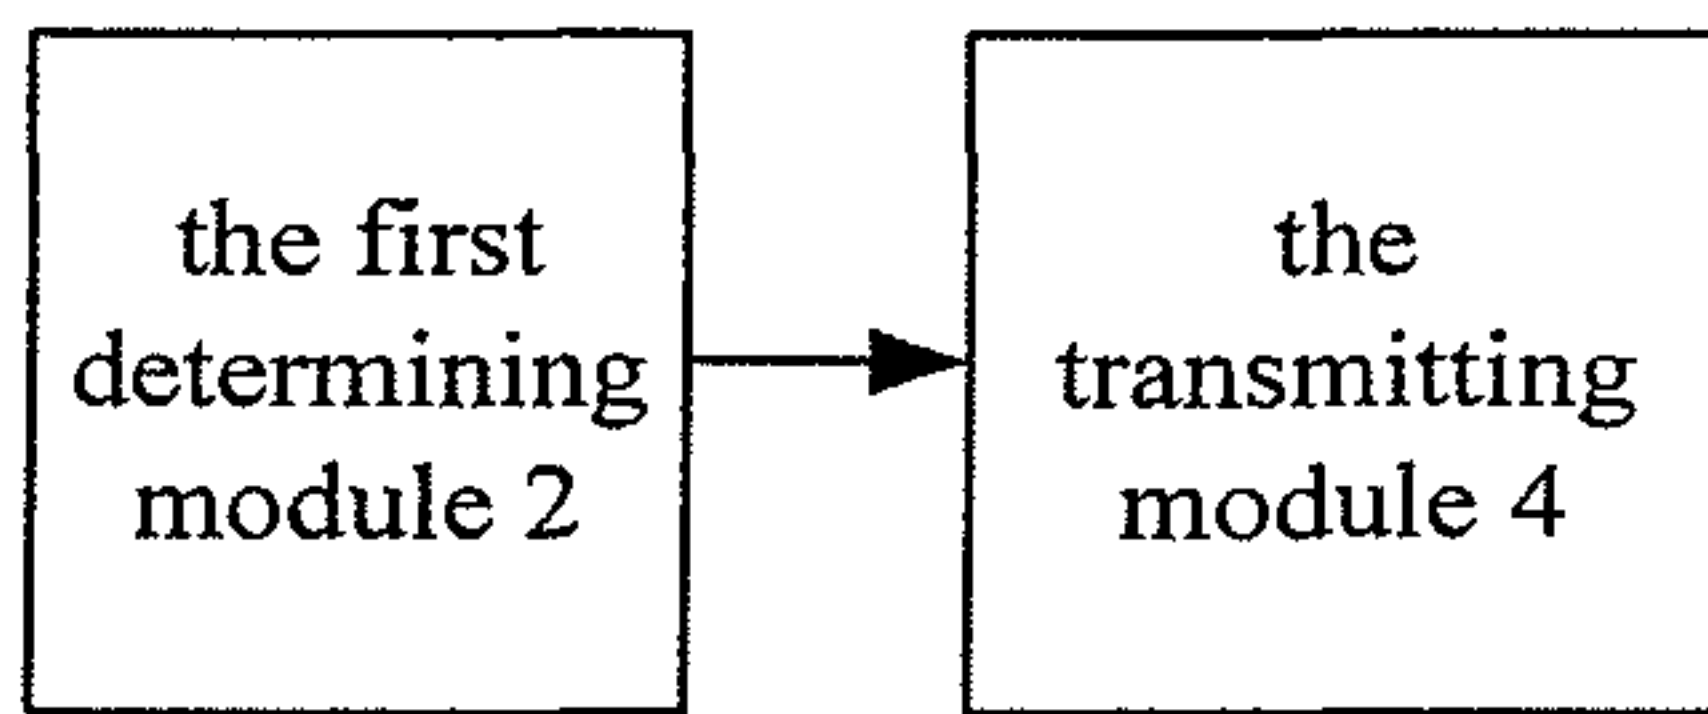 the first
determining
module 2
the
transmitting
module 4